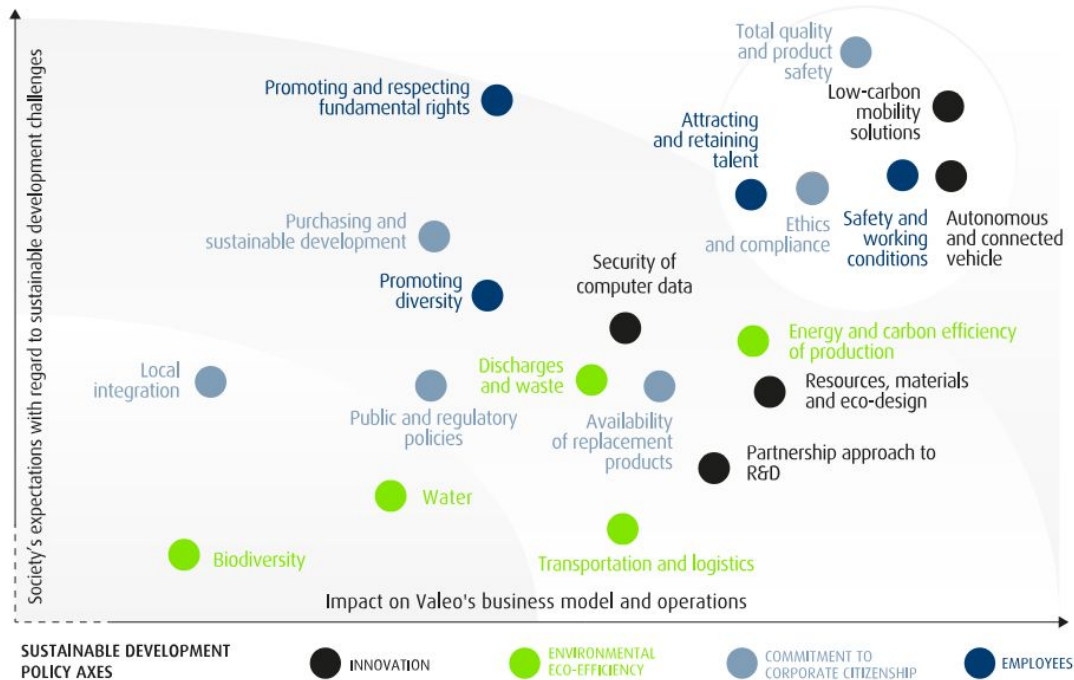 Society's expectations with regard to sustainable development challenges
Total quality
and product
safety
Promoting and respecting
fundamental rights
Low-carbon
mobility
solutions
Attracting
and retaining
talent
Purchasing and
sustainable development
Ethics
and compliance
Safety and
working
conditions
Autonomous
and connected
vehicle
Security of
computer data
Promoting
diversity
Energy and carbon efficiency
of production
Local
integration
Discharges
and waste
Resources, materials
and eco-design
Public and regulatory
policies
Availability
of replacement
products
Partnership approach to
R&D
Water
Biodiversity
Transportation and logistics
Impact on Valeo's business model and operations
SUSTAINABLE DEVELOPMENT
POLICY AXES
INNOVATION
ENVIRONMENTAL
ECO-EFFICIENCY
COMMITMENT TO
CORPORATE CITIZENSHIP
EMPLOYEES